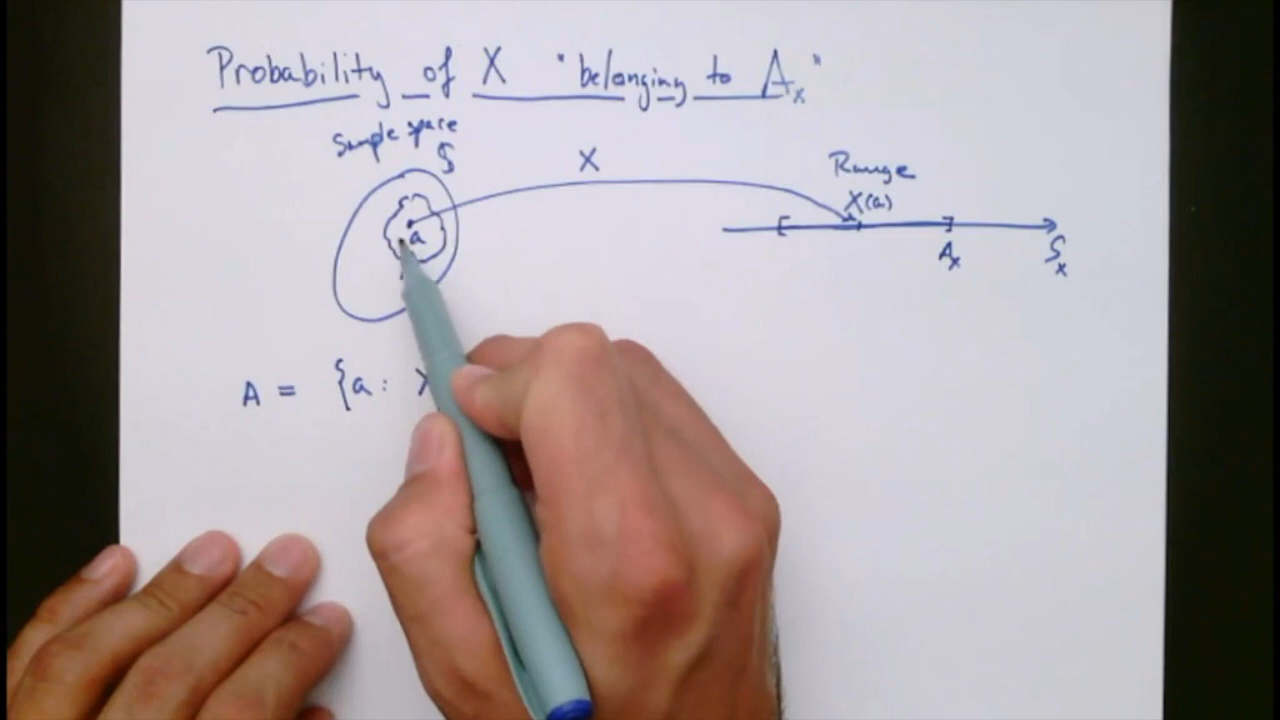 Probability of X "belonging to Aₓ"
Sample space
S
X
Range
X(a)
a
Aₓ
Sₓ
A = {a: X